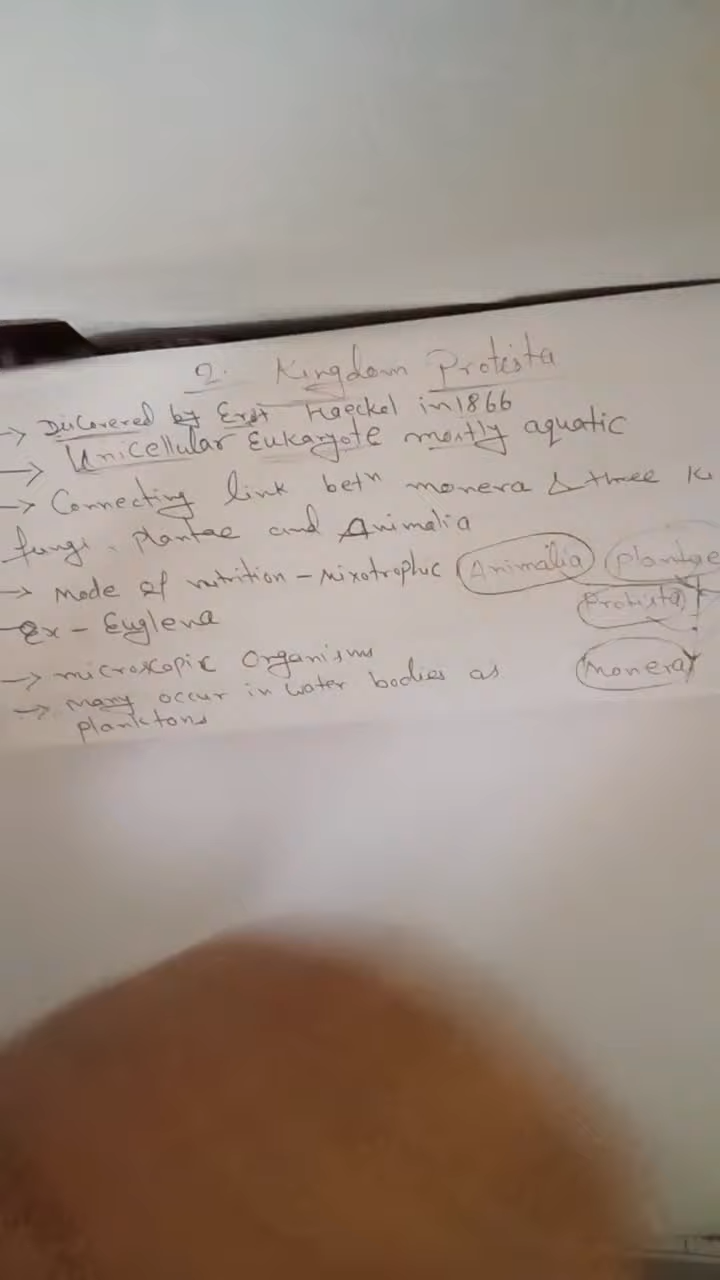 2. Kingdom Protista
→ Discovered by Erst Haeckel in 1866
→ Unicellular Eukaryote mostly aquatic
→ Connecting link betn monera & three K
fungi, plantae and Animalia
→ Mode of nutrition - Mixotrophic
Ex - Euglena
→ microscopic organisms
→ Many occur in water bodies as
planktons
Animalia Plantae
Protista
Monera